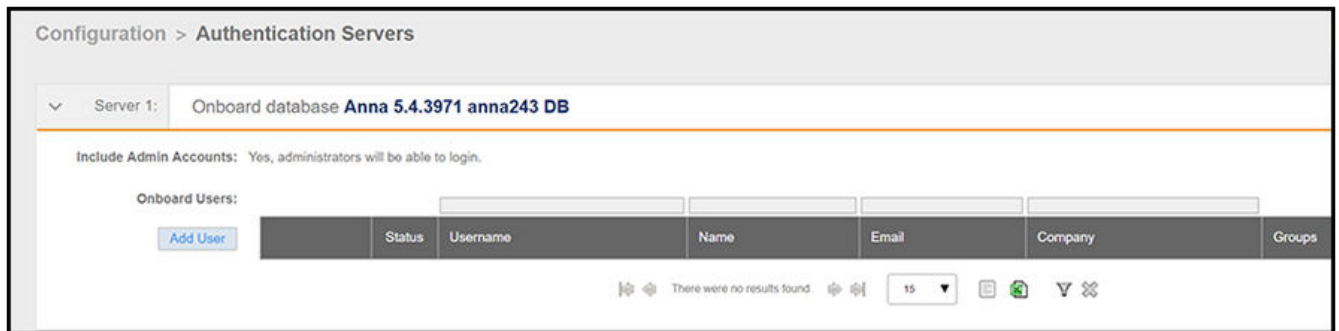 Configuration > Authentication Servers
Server 1: Onboard database Anna 5.4.3971 anna243 DB
Include Admin Accounts: Yes, administrators will be able to login.
Onboard Users:
Add User Status Username Name Email Company Groups
There were no results found. 15